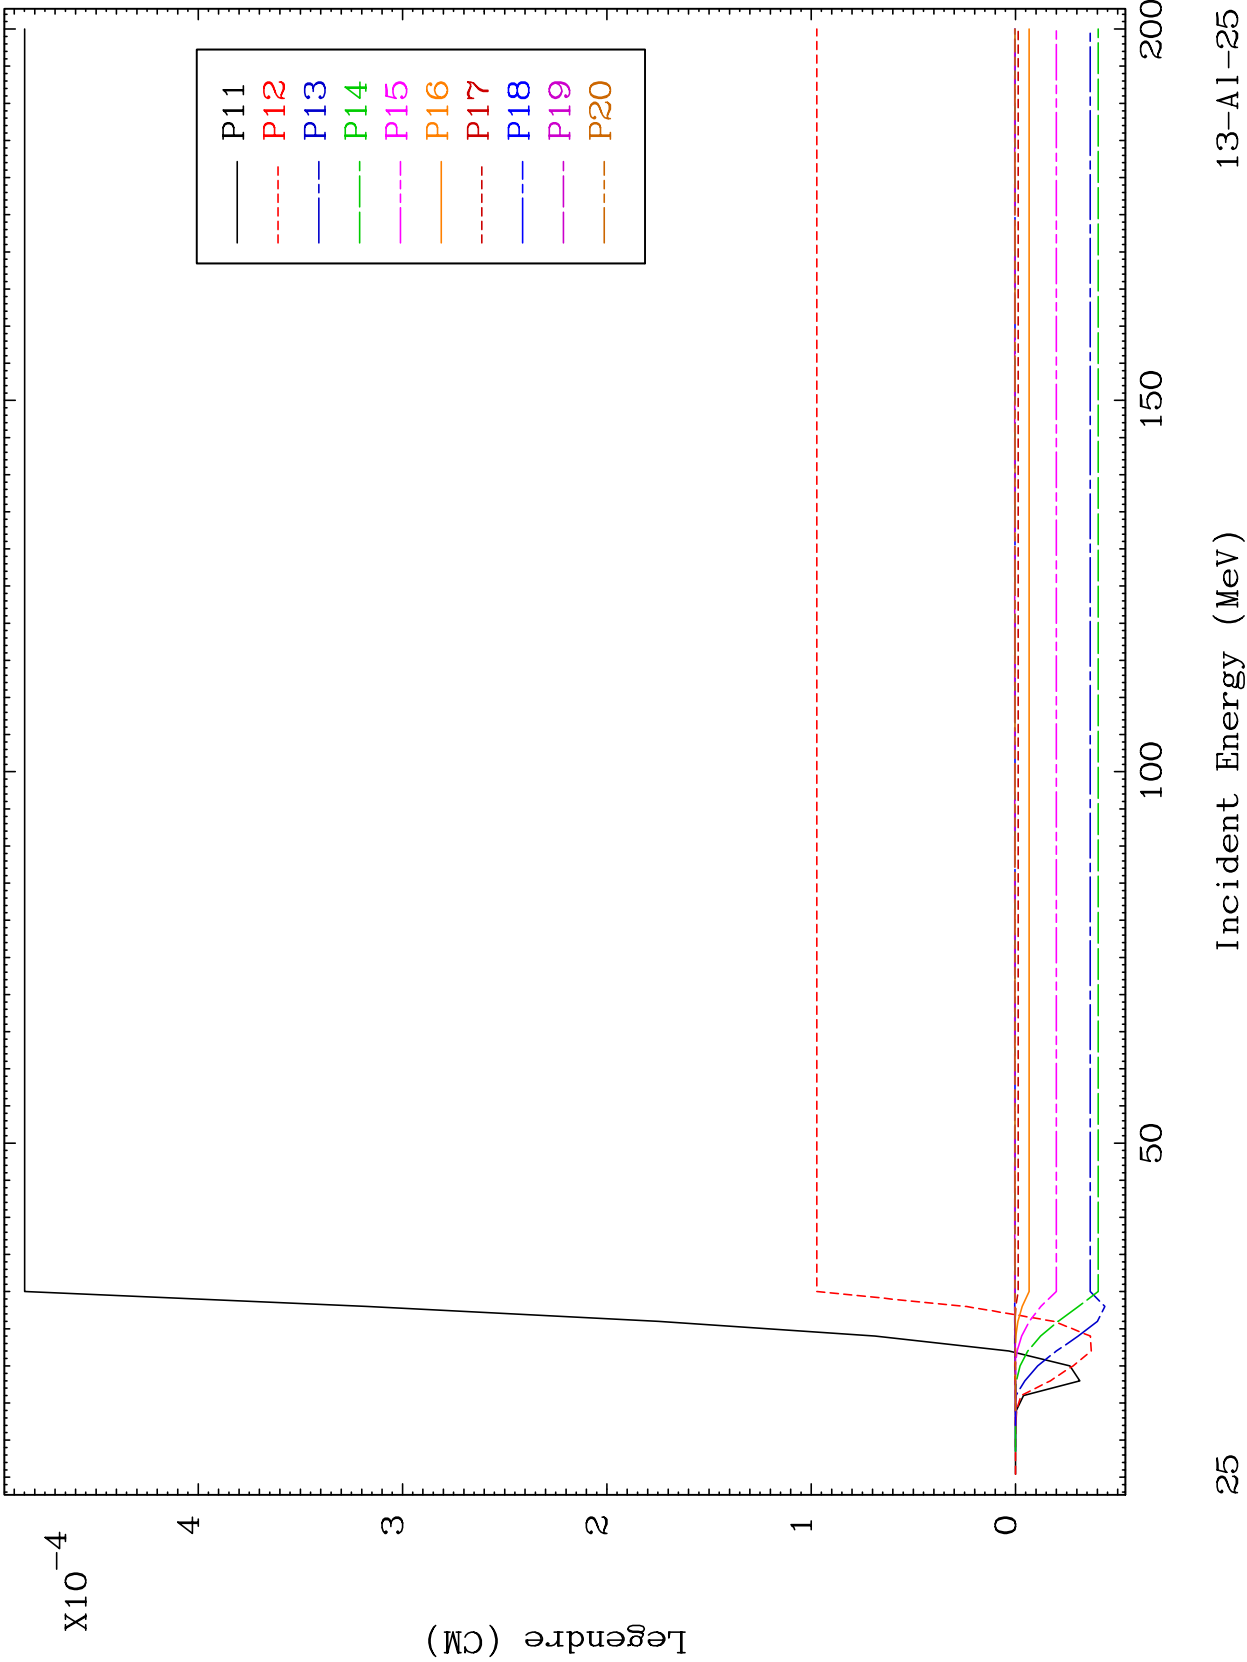 X10
-4
4
3
2
1
0
Legendre (CM)
P11
P12
P13
P14
P15
P16
P17
P18
P19
P20
50
100
150
200
Incident Energy (MeV)
25
13-Al-25